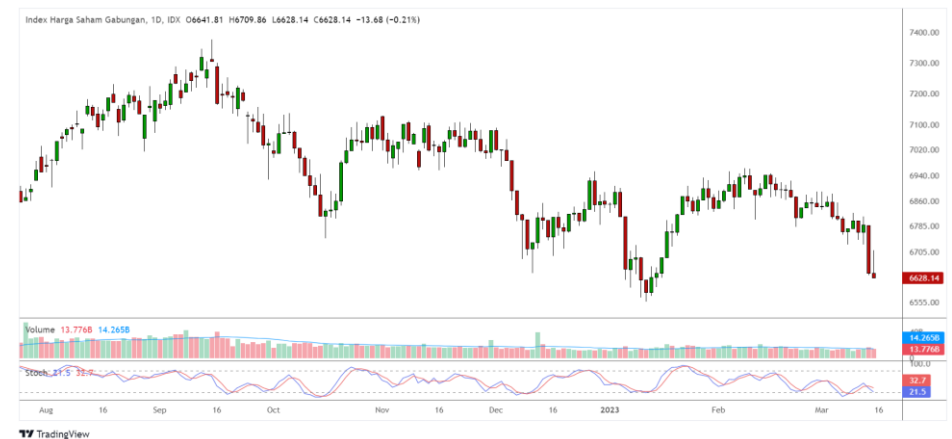 Index Harga Saham Gabungan, 1D, IDX O6641.81 H6709.86 L6628.14 C6628.14 −13.68 (−0.21%)
7400.00
7300.00
7200.00
7100.00
7020.00
6940.00
6860.00
6785.00
6705.00
6628.14
6555.00
Volume 13.776B 14.265B
14.265B
13.776B
0
Stoch 21.5 32.7
100.0
32.7
21.5
Aug 16 Sep 16 Oct Nov 16 Dec 16 2023 Feb Mar 16
TradingView